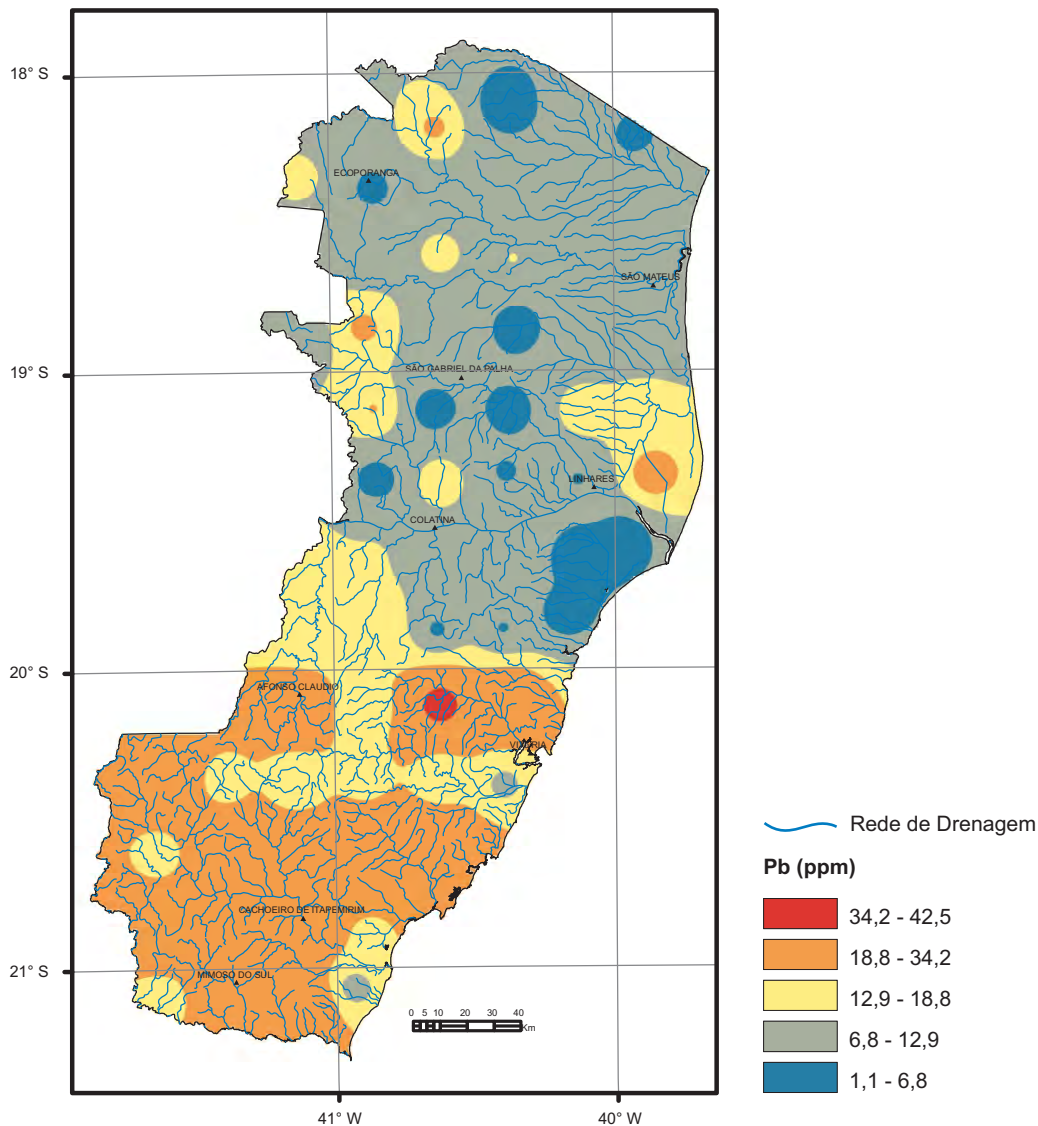 18° S
ECOPORANGA
SÃO MATEUS
19° S
SÃO GABRIEL DA PALHA
LINHARES
COLATINA
20° S
AFONSO CLAUDIO
VITÓRIA
CACHOEIRO DE ITAPEMIRIM
21° S
MIMOSO DO SUL
0 5 10 20 30 40
Km
41° W
40° W
Rede de Drenagem
Pb (ppm)
34,2 - 42,5
18,8 - 34,2
12,9 - 18,8
6,8 - 12,9
1,1 - 6,8